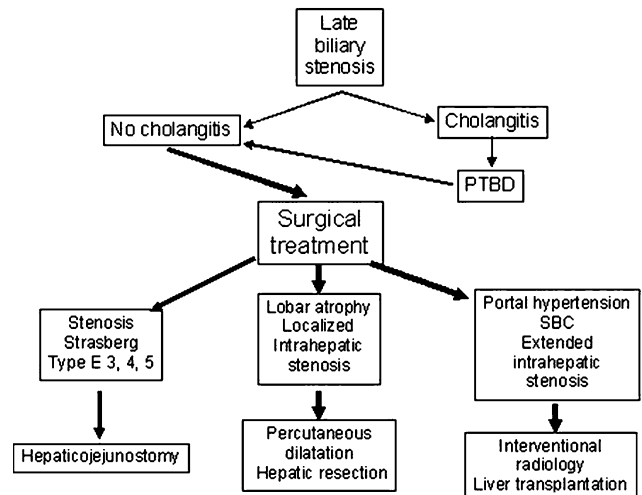 Late
biliary
stenosis
No cholangitis
Cholangitis
PTBD
Surgical
treatment
Stenosis
Strasberg
Type E 3, 4, 5
Lobar atrophy
Localized
Intrahepatic
stenosis
Portal hypertension
SBC
Extended
intrahepatic
stenosis
Hepaticojejunostomy
Percutaneous
dilatation
Hepatic resection
Interventional
radiology
Liver transplantation